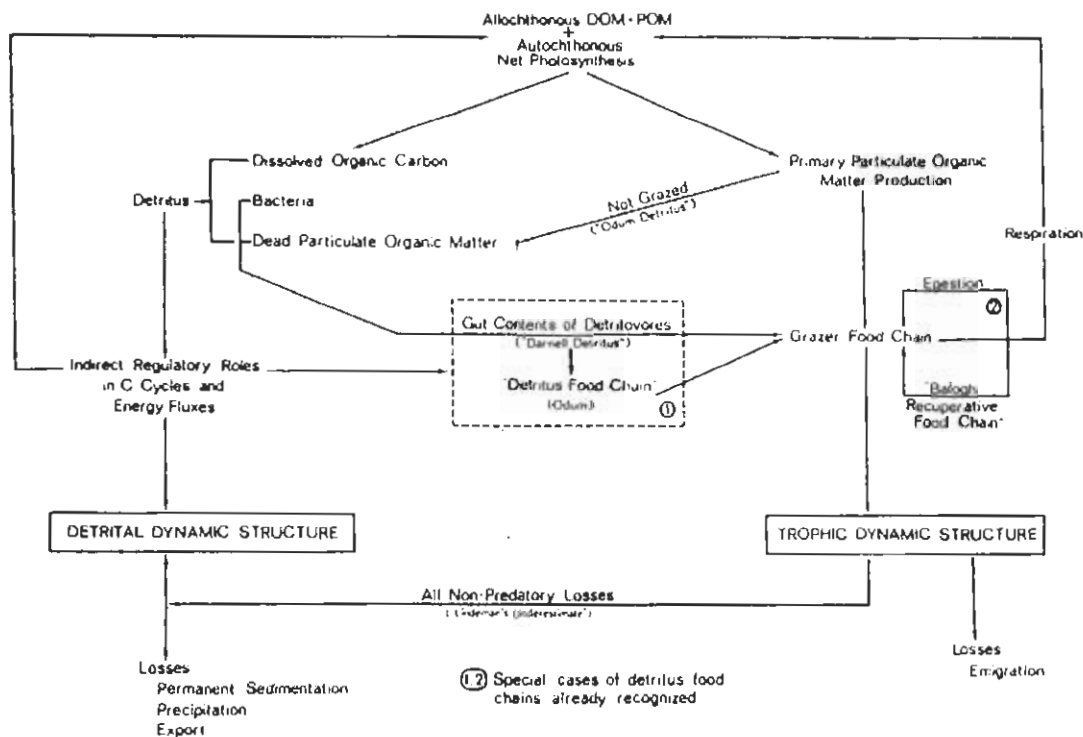 Allochthonous DOM + POM
+
Autochthonous
Net Photosynthesis
Dissolved Organic Carbon
Primary Particulate Organic
Matter Production
Detritus
Bacteria
Not Grazed
("Odum Detritus")
Dead Particulate Organic Matter
Respiration
Egestion
②
Gut Contents of Detritovores
("Darnell Detritus")
Grazer Food Chain
Indirect Regulatory Roles
in C Cycles and
Energy Fluxes
"Detritus Food Chain"
(Odum)
①
"Balogh
Recuperative
Food Chain"
DETRITAL DYNAMIC STRUCTURE
TROPHIC DYNAMIC STRUCTURE
All Non-Predatory Losses
Losses
Permanent Sedimentation
Precipitation
Export
1,2 Special cases of detritus food
chains already recognized
Losses
Emigration